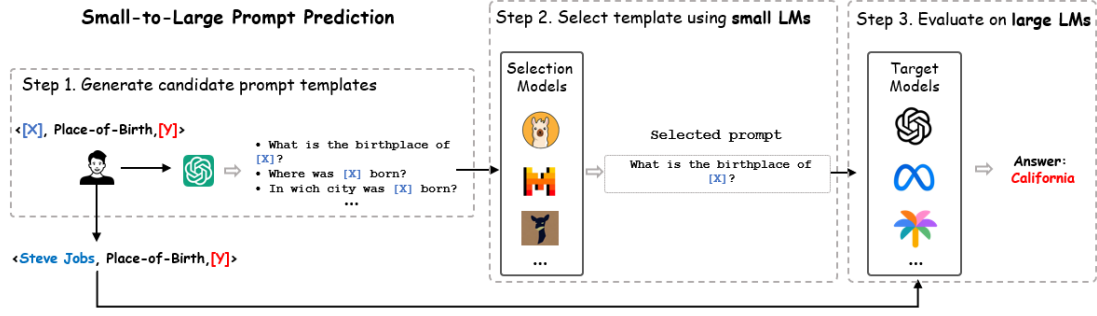 Small-to-Large Prompt Prediction
Step 1. Generate candidate prompt templates
<[X], Place-of-Birth,[Y]>
• What is the birthplace of
[X]?
• Where was [X] born?
• In wich city was [X] born?
...
<Steve Jobs, Place-of-Birth,[Y]>
Step 2. Select template using small LMs
Selection
Models
...
Selected prompt
What is the birthplace of
[X]?
Step 3. Evaluate on large LMs
Target
Models
...
Answer:
California